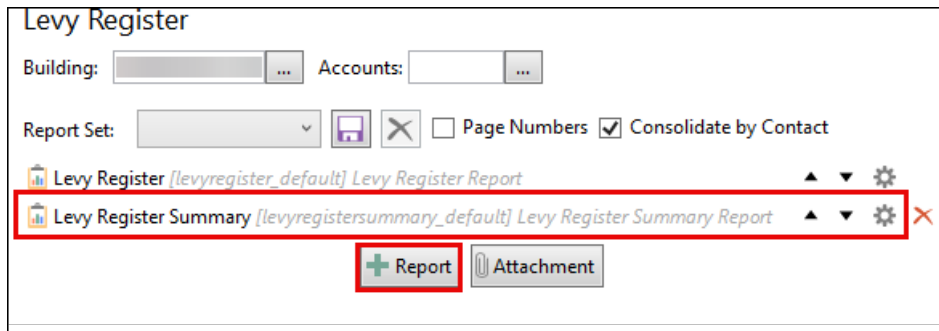 Levy Register
Building: ... Accounts: ...
Report Set: Page Numbers Consolidate by Contact
Levy Register [levyregister_default] Levy Register Report
Levy Register Summary [levyregistersummary_default] Levy Register Summary Report
Report Attachment